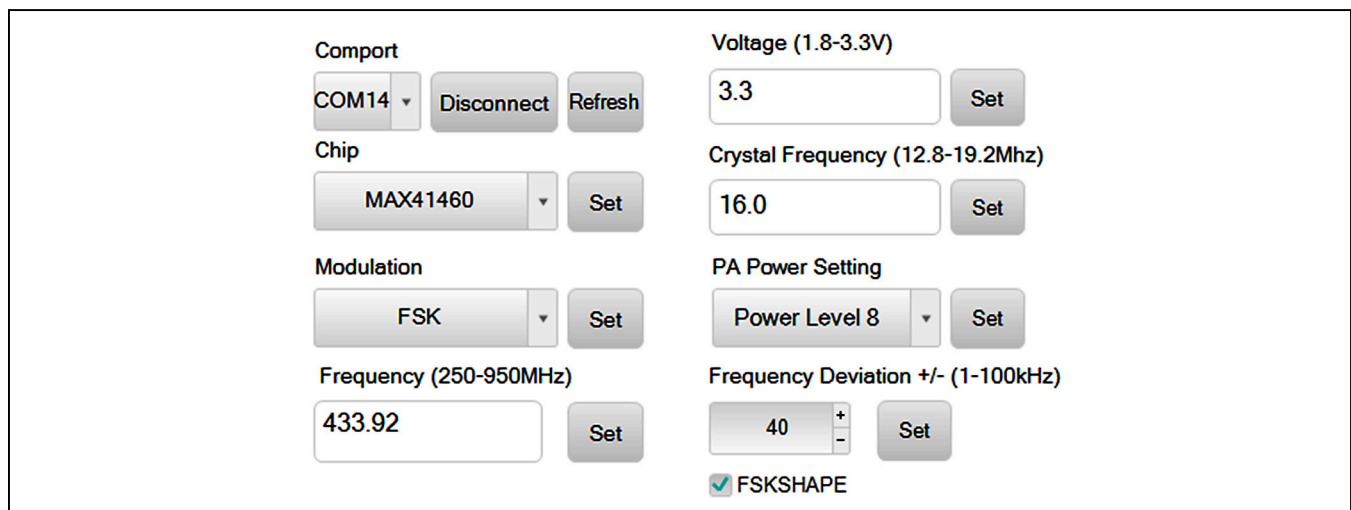 Comport
COM14 Disconnect Refresh
Chip
MAX41460 Set
Modulation
FSK Set
Frequency (250-950MHz)
433.92 Set
Voltage (1.8-3.3V)
3.3 Set
Crystal Frequency (12.8-19.2Mhz)
16.0 Set
PA Power Setting
Power Level 8 Set
Frequency Deviation +/- (1-100kHz)
40 + - Set
FSKSHAPE